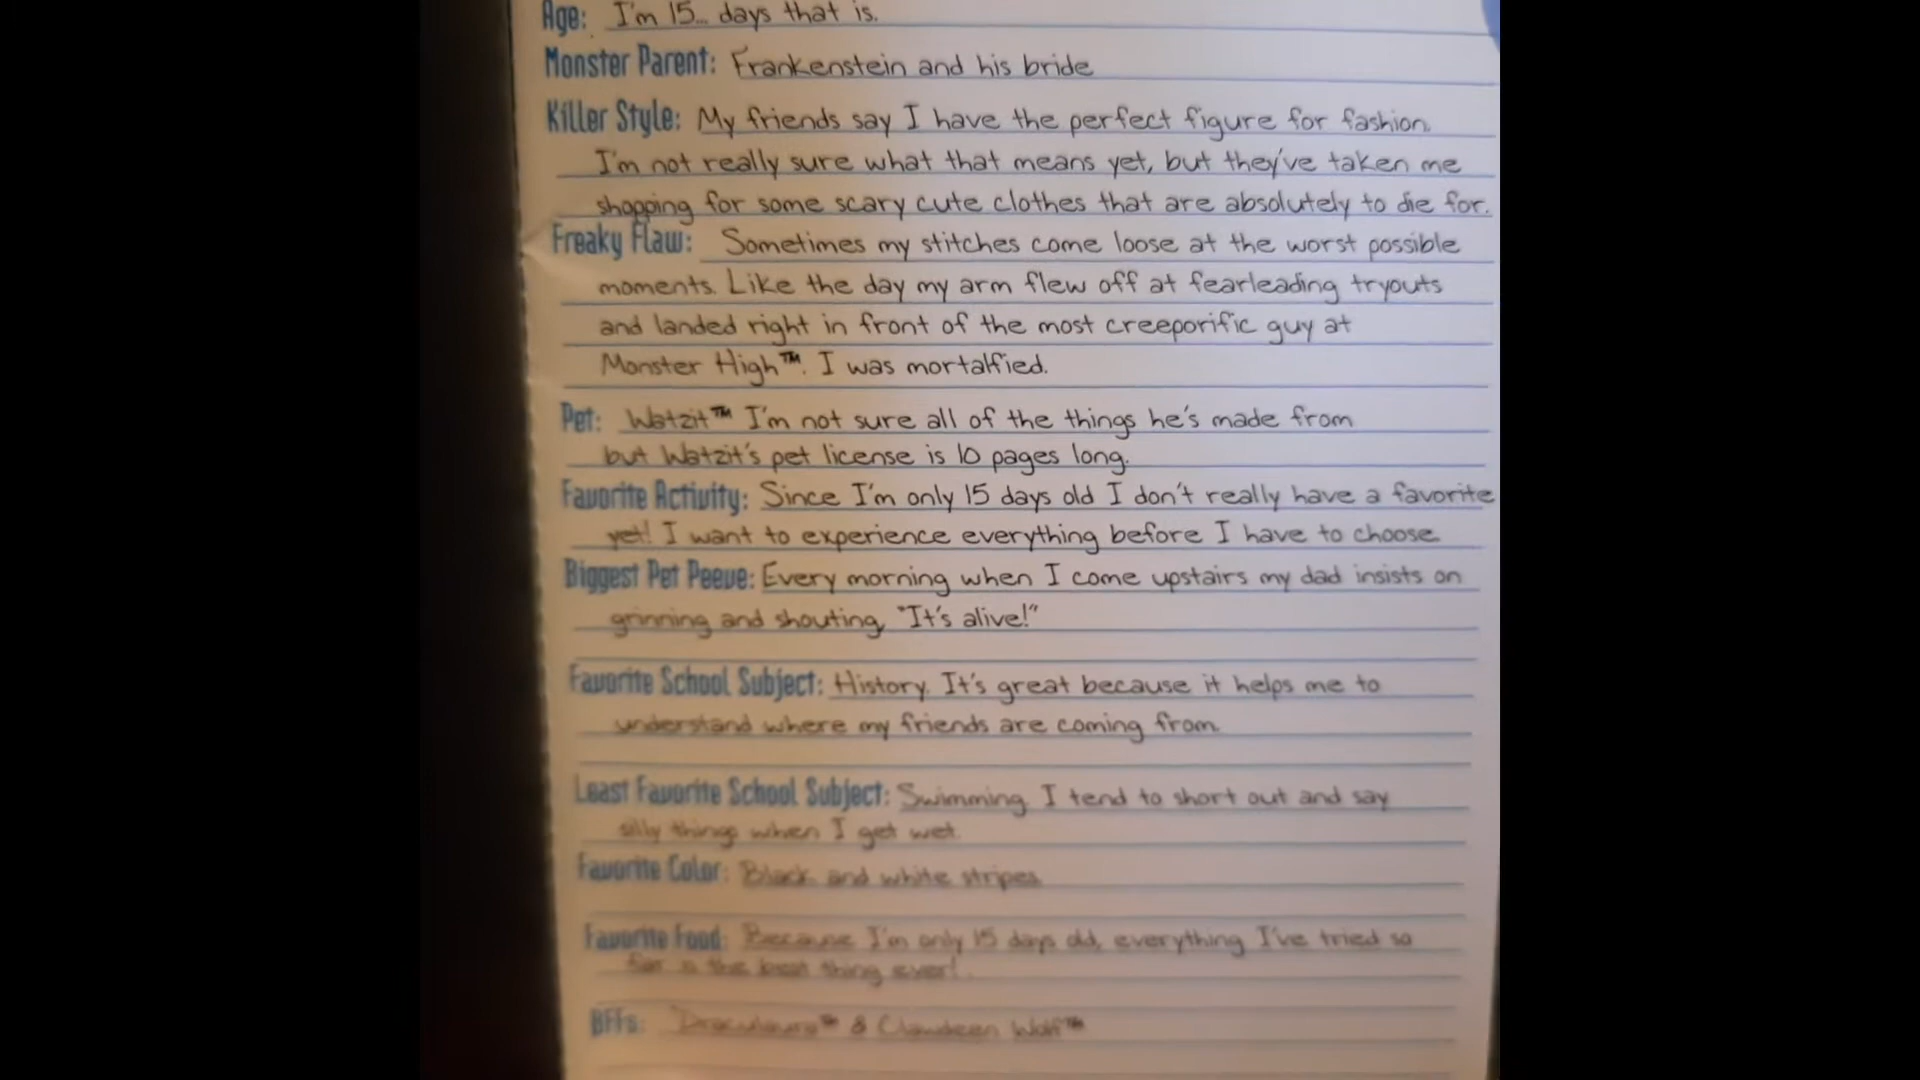 Age: I'm 15... days that is.
Monster Parent: Frankenstein and his bride
Killer Style: My friends say I have the perfect figure for fashion.
I'm not really sure what that means yet, but they've taken me
shopping for some scary cute clothes that are absolutely to die for.
Freaky Flaw: Sometimes my stitches come loose at the worst possible
moments. Like the day my arm flew off at fearleading tryouts
and landed right in front of the most creeporific guy at
Monster High™. I was mortalfied.
Pet: Watzit™ I'm not sure all of the things he's made from
but Watzit's pet license is 10 pages long.
Favorite Activity: Since I'm only 15 days old I don't really have a favorite
yet! I want to experience everything before I have to choose.
Biggest Pet Peeve: Every morning when I come upstairs my dad insists on
grinning and shouting, "It's alive!"
Favorite School Subject: History. It's great because it helps me to
understand where my friends are coming from.
Least Favorite School Subject: Swimming. I tend to short out and say
silly things when I get wet.
Favorite Color: Black and white stripes
Favorite Food: Because I'm only 15 days old, everything I've tried so
far is the best thing ever!
BFFs: Draculaura™ & Clawdeen Wolf™